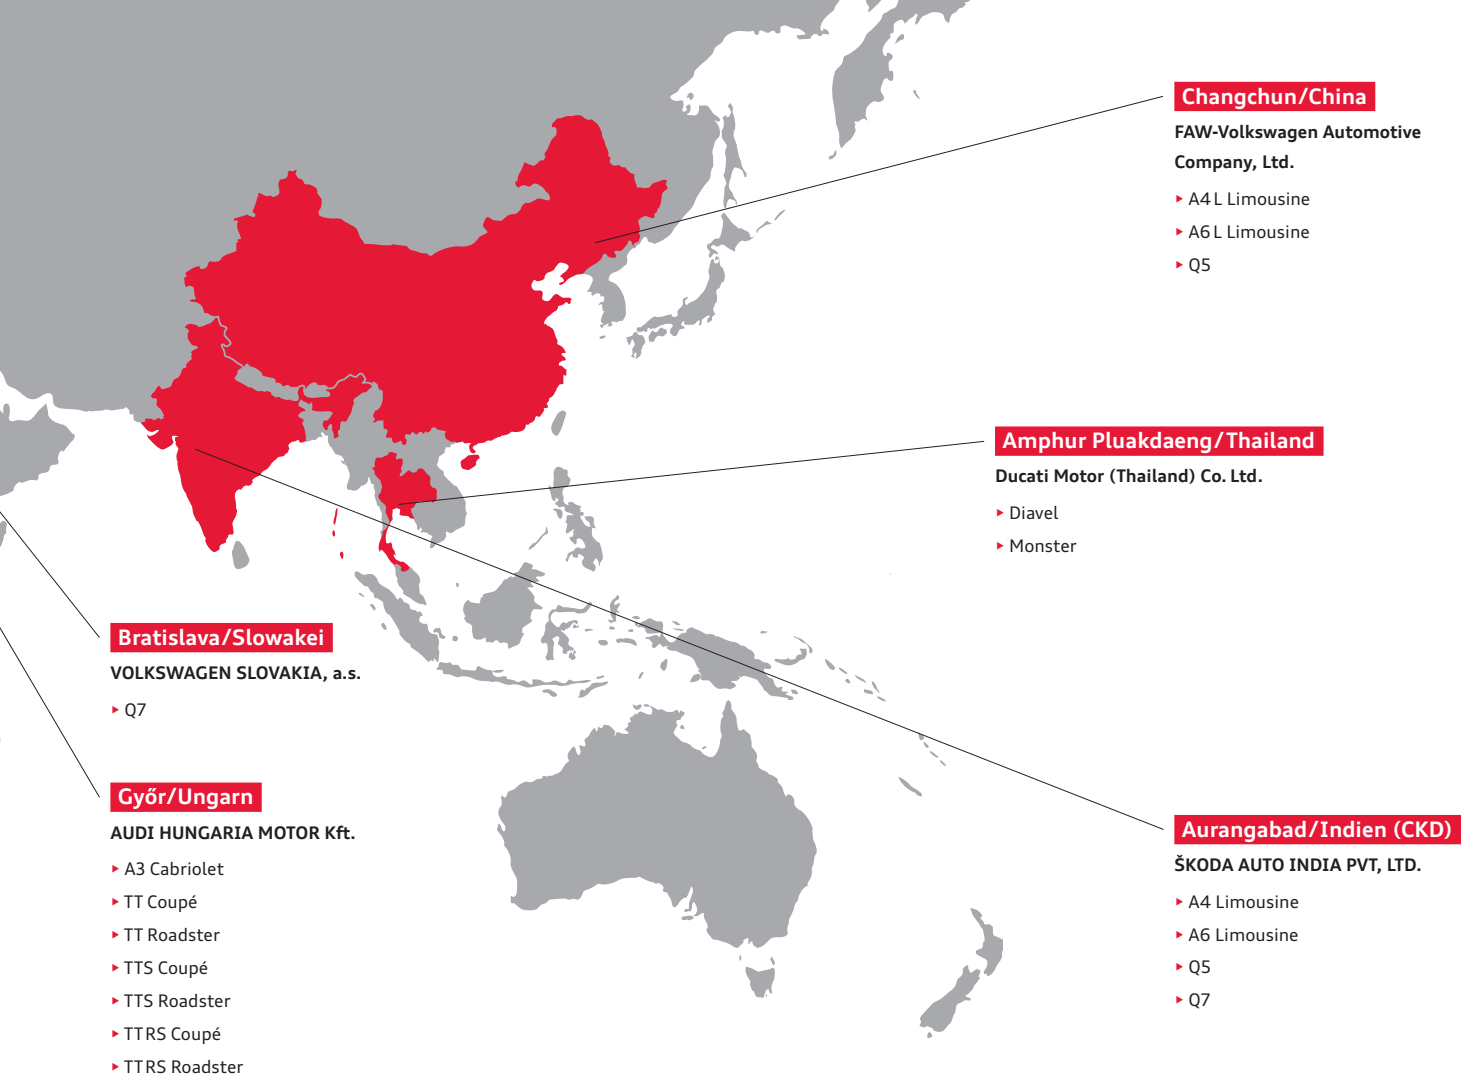 Changchun/China
FAW-Volkswagen Automotive
Company, Ltd.
▸ A4 L Limousine
▸ A6 L Limousine
▸ Q5
Amphur Pluakdaeng/Thailand
Ducati Motor (Thailand) Co. Ltd.
▸ Diavel
▸ Monster
Bratislava/Slowakei
VOLKSWAGEN SLOVAKIA, a.s.
▸ Q7
Győr/Ungarn
AUDI HUNGARIA MOTOR Kft.
▸ A3 Cabriolet
▸ TT Coupé
▸ TT Roadster
▸ TTS Coupé
▸ TTS Roadster
▸ TT RS Coupé
▸ TT RS Roadster
Aurangabad/Indien (CKD)
ŠKODA AUTO INDIA PVT, LTD.
▸ A4 Limousine
▸ A6 Limousine
▸ Q5
▸ Q7